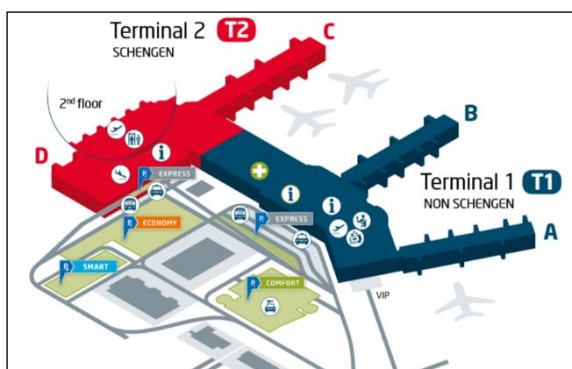 Terminal 2 T2
SCHENGEN
C
2nd floor
B
D
i
P EXPRESS
i
i
Terminal 1 T1
NON SCHENGEN
P EXPRESS
P ECONOMY
A
P SMART
P COMFORT
VIP